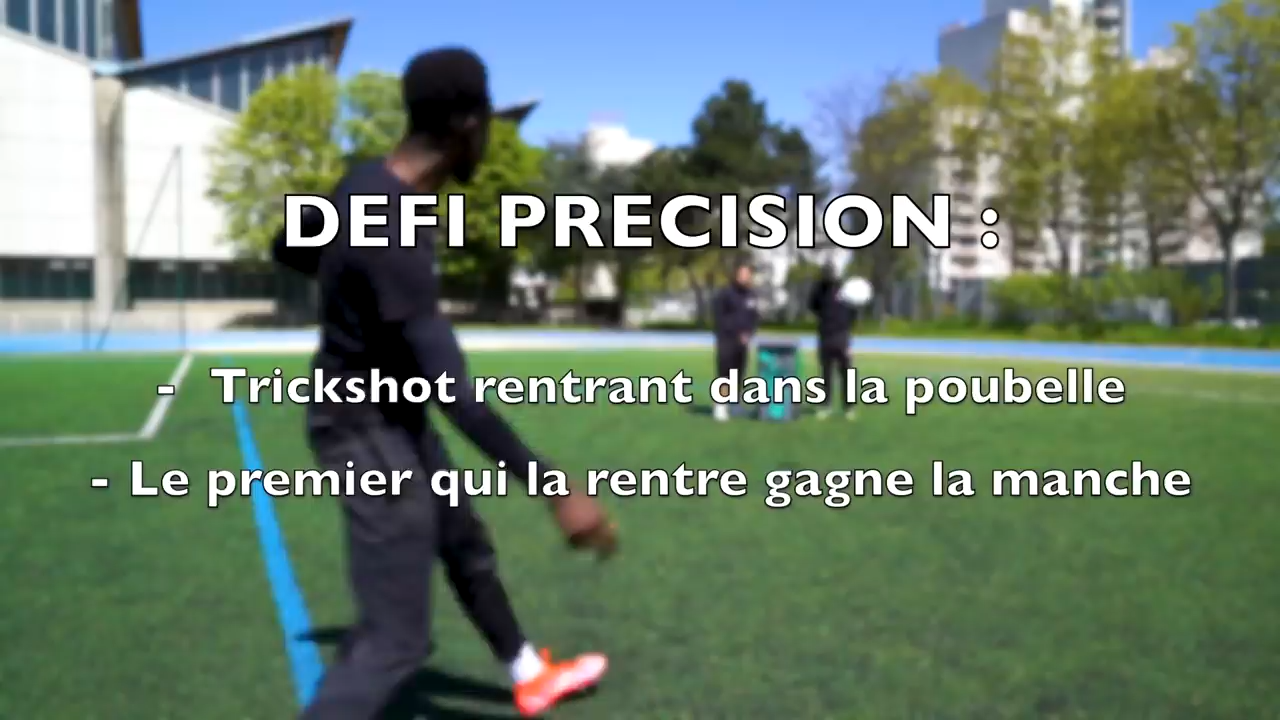 DEFI PRECISION :
- Trickshot rentrant dans la poubelle
- Le premier qui la rentre gagne la manche